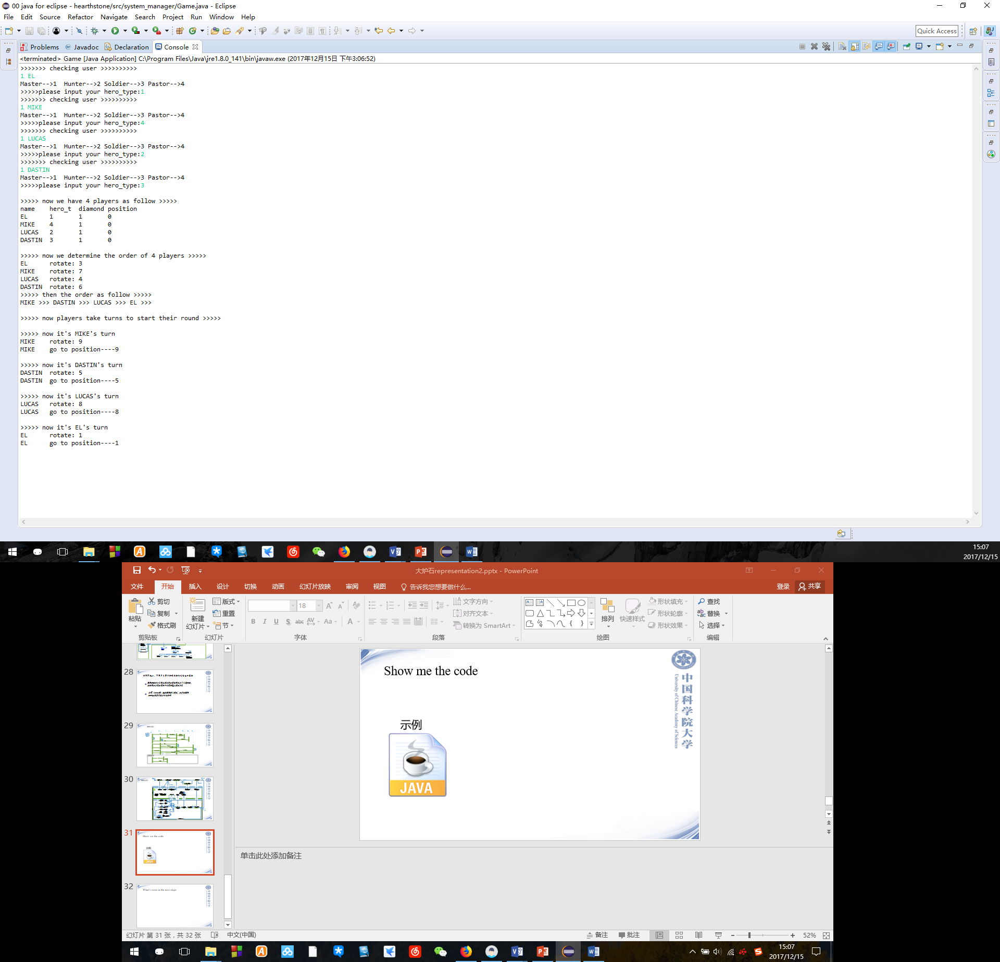 00 java for eclipse - hearthstone/src/system_manager/Game.java - Eclipse
File Edit Source Refactor Navigate Search Project Run Window Help
Quick Access
Problems @ Javadoc Declaration Console
<terminated> Game [Java Application] C:\Program Files\Java\jre1.8.0_141\bin\javaw.exe (2017年12月15日 下午3:06:52)
>>>>>>> checking user >>>>>>>>>>
1 EL
Master-->1  Hunter-->2 Soldier-->3 Pastor-->4
>>>>>please input your hero_type:1
>>>>>>> checking user >>>>>>>>>>
1 MIKE
Master-->1  Hunter-->2 Soldier-->3 Pastor-->4
>>>>>please input your hero_type:4
>>>>>>> checking user >>>>>>>>>>
1 LUCAS
Master-->1  Hunter-->2 Soldier-->3 Pastor-->4
>>>>>please input your hero_type:2
>>>>>>> checking user >>>>>>>>>>
1 DASTIN
Master-->1  Hunter-->2 Soldier-->3 Pastor-->4
>>>>>please input your hero_type:3
>>>>> now we have 4 players as follow >>>>>
name    hero_t  diamond position
EL      1       1       0
MIKE    4       1       0
LUCAS   2       1       0
DASTIN  3       1       0
>>>>> now we determine the order of 4 players >>>>>
EL      rotate: 3
MIKE    rotate: 7
LUCAS   rotate: 4
DASTIN  rotate: 6
>>>>> then the order as follow >>>>>
MIKE >>> DASTIN >>> LUCAS >>> EL >>>
>>>>> now players take turns to start their round >>>>>
>>>>> now it's MIKE's turn
MIKE    rotate: 9
MIKE    go to position----9
>>>>> now it's DASTIN's turn
DASTIN  rotate: 5
DASTIN  go to position----5
>>>>> now it's LUCAS's turn
LUCAS   rotate: 8
LUCAS   go to position----8
>>>>> now it's EL's turn
EL      rotate: 1
EL      go to position----1
15:07
2017/12/15
大炉石representation2.pptx - PowerPoint
文件 开始 插入 设计 切换 动画 幻灯片放映 审阅 视图 告诉我您想要做什么... 登录 共享
粘贴 剪切 复制 格式刷 剪贴板
新建 幻灯片 版式 重置 节 幻灯片
18 B I U S abc AV Aa A 字体
文字方向 对齐文本 转换为 SmartArt 段落
排列 快速样式 形状填充 形状轮廓 形状效果 绘图
查找 替换 选择 编辑
28
29
30
31
Show me the code
示例
JAVA
32
What's more in the next stage
Show me the code
示例
JAVA
中国科学院大学
University of Chinese Academy of Sciences
单击此处添加备注
幻灯片 第 31 张，共 32 张 中文(中国) 备注 批注 52%
15:07
2017/12/15